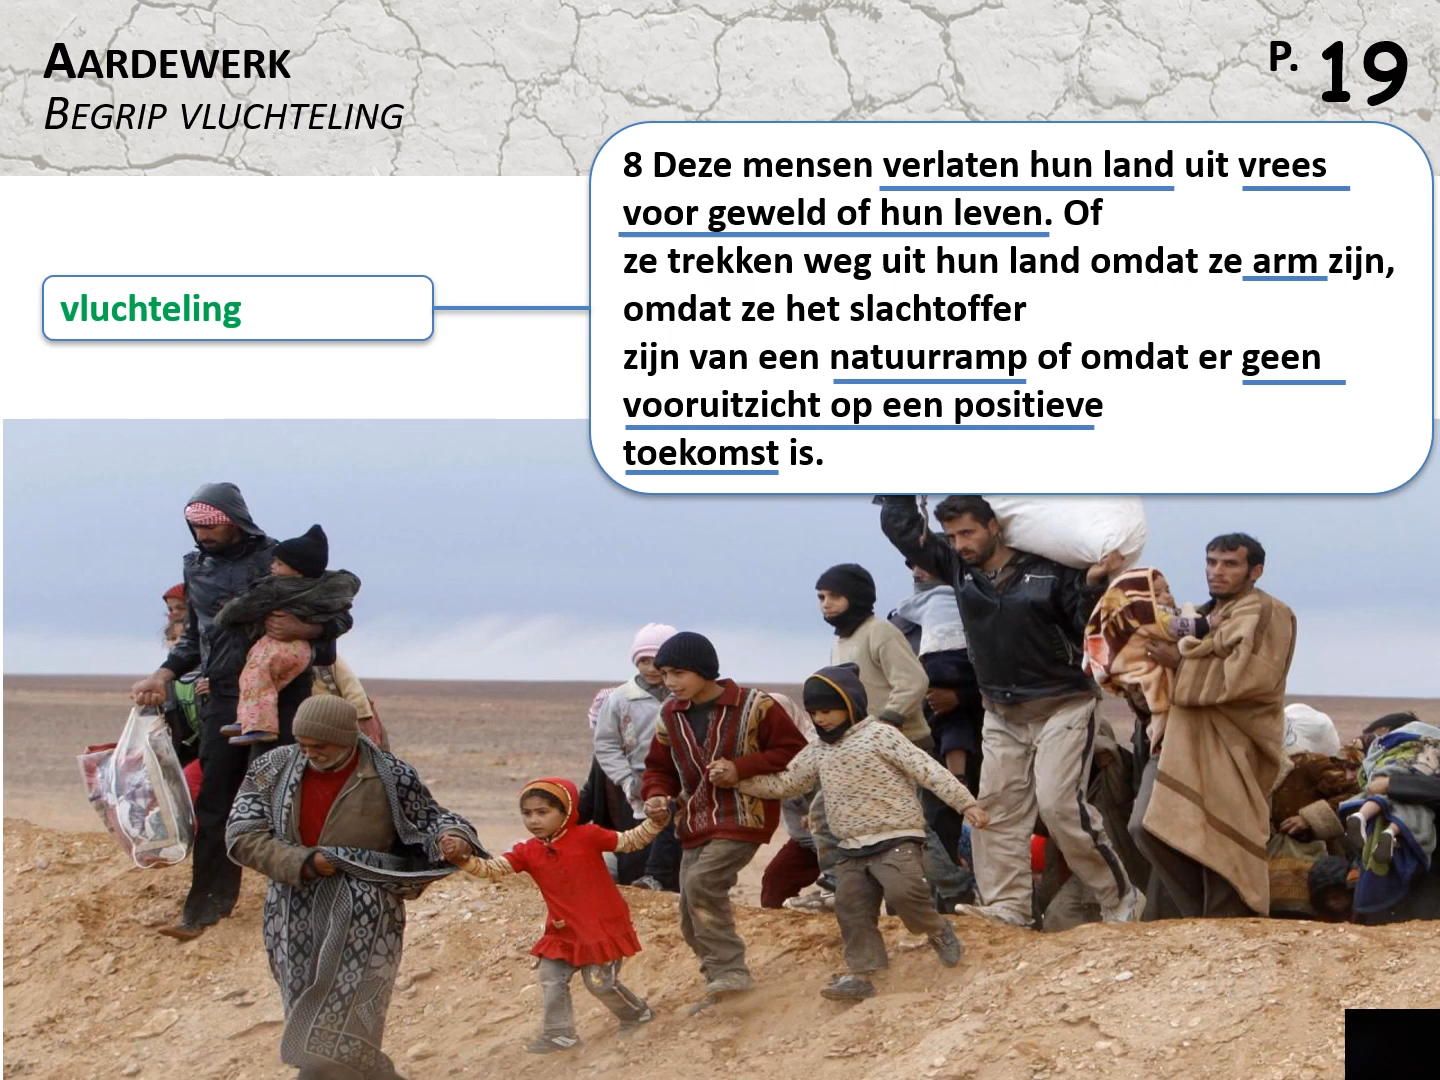 AARDEWERK
BEGRIP VLUCHTELING
P. 19
8 Deze mensen verlaten hun land uit vrees
voor geweld of hun leven. Of
ze trekken weg uit hun land omdat ze arm zijn,
omdat ze het slachtoffer
zijn van een natuurramp of omdat er geen
vooruitzicht op een positieve
toekomst is.
vluchteling